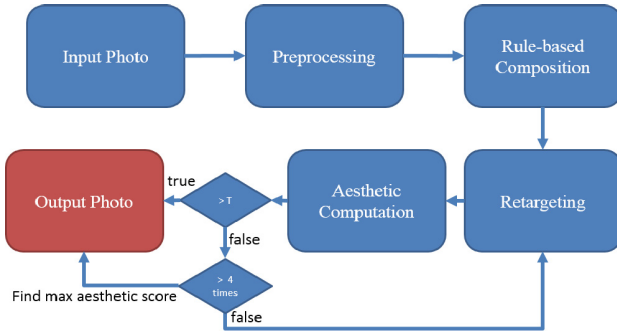 Input Photo
Preprocessing
Rule-based
Composition
Output Photo
true
> T
Aesthetic
Computation
Retargeting
false
> 4
times
Find max aesthetic score
false